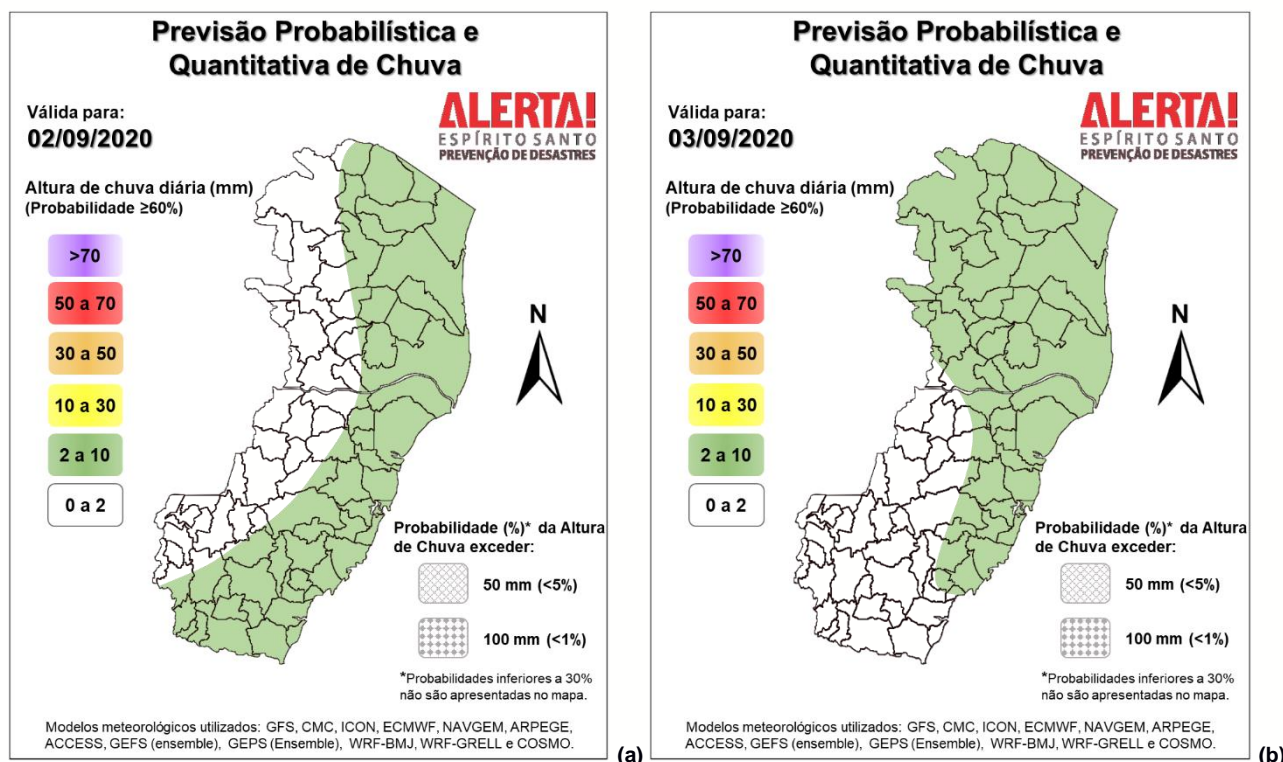 Previsão Probabilística e
Quantitativa de Chuva
Válida para:
02/09/2020
ALERTA!
ESPÍRITO SANTO
PREVENÇÃO DE DESASTRES
Altura de chuva diária (mm)
(Probabilidade ≥60%)
>70
50 a 70
30 a 50
10 a 30
2 a 10
0 a 2
N
Probabilidade (%)* da Altura
de Chuva exceder:
50 mm (<5%)
100 mm (<1%)
*Probabilidades inferiores a 30%
não são apresentadas no mapa.
Modelos meteorológicos utilizados: GFS, CMC, ICON, ECMWF, NAVGEM, ARPEGE,
ACCESS, GEFS (ensemble), GEPS (Ensemble), WRF-BMJ, WRF-GRELL e COSMO.
(a)
Previsão Probabilística e
Quantitativa de Chuva
Válida para:
03/09/2020
ALERTA!
ESPÍRITO SANTO
PREVENÇÃO DE DESASTRES
Altura de chuva diária (mm)
(Probabilidade ≥60%)
>70
50 a 70
30 a 50
10 a 30
2 a 10
0 a 2
N
Probabilidade (%)* da Altura
de Chuva exceder:
50 mm (<5%)
100 mm (<1%)
*Probabilidades inferiores a 30%
não são apresentadas no mapa.
Modelos meteorológicos utilizados: GFS, CMC, ICON, ECMWF, NAVGEM, ARPEGE,
ACCESS, GEFS (ensemble), GEPS (Ensemble), WRF-BMJ, WRF-GRELL e COSMO.
(b)